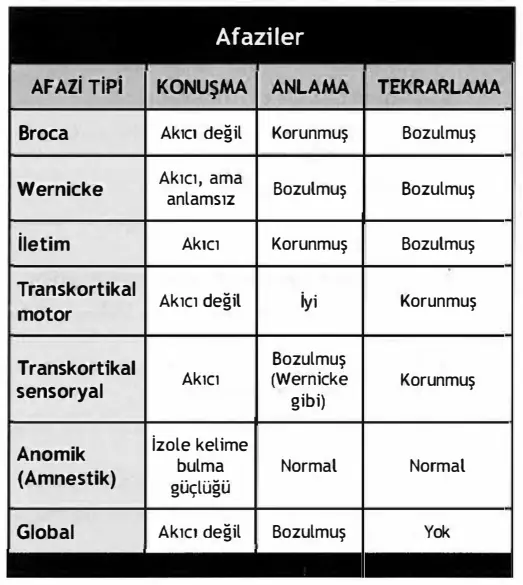 Afaziler
AFAZİ TİPİ KONUŞMA ANLAMA TEKRARLAMA
Broca Akıcı değil Korunmuş Bozulmuş
Wernicke Akıcı, ama anlamsız Bozulmuş Bozulmuş
İletim Akıcı Korunmuş Bozulmuş
Transkortikal motor Akıcı değil İyi Korunmuş
Transkortikal sensoryal Akıcı Bozulmuş (Wernicke gibi) Korunmuş
Anomik (Amnestik) İzole kelime bulma güçlüğü Normal Normal
Global Akıcı değil Bozulmuş Yok